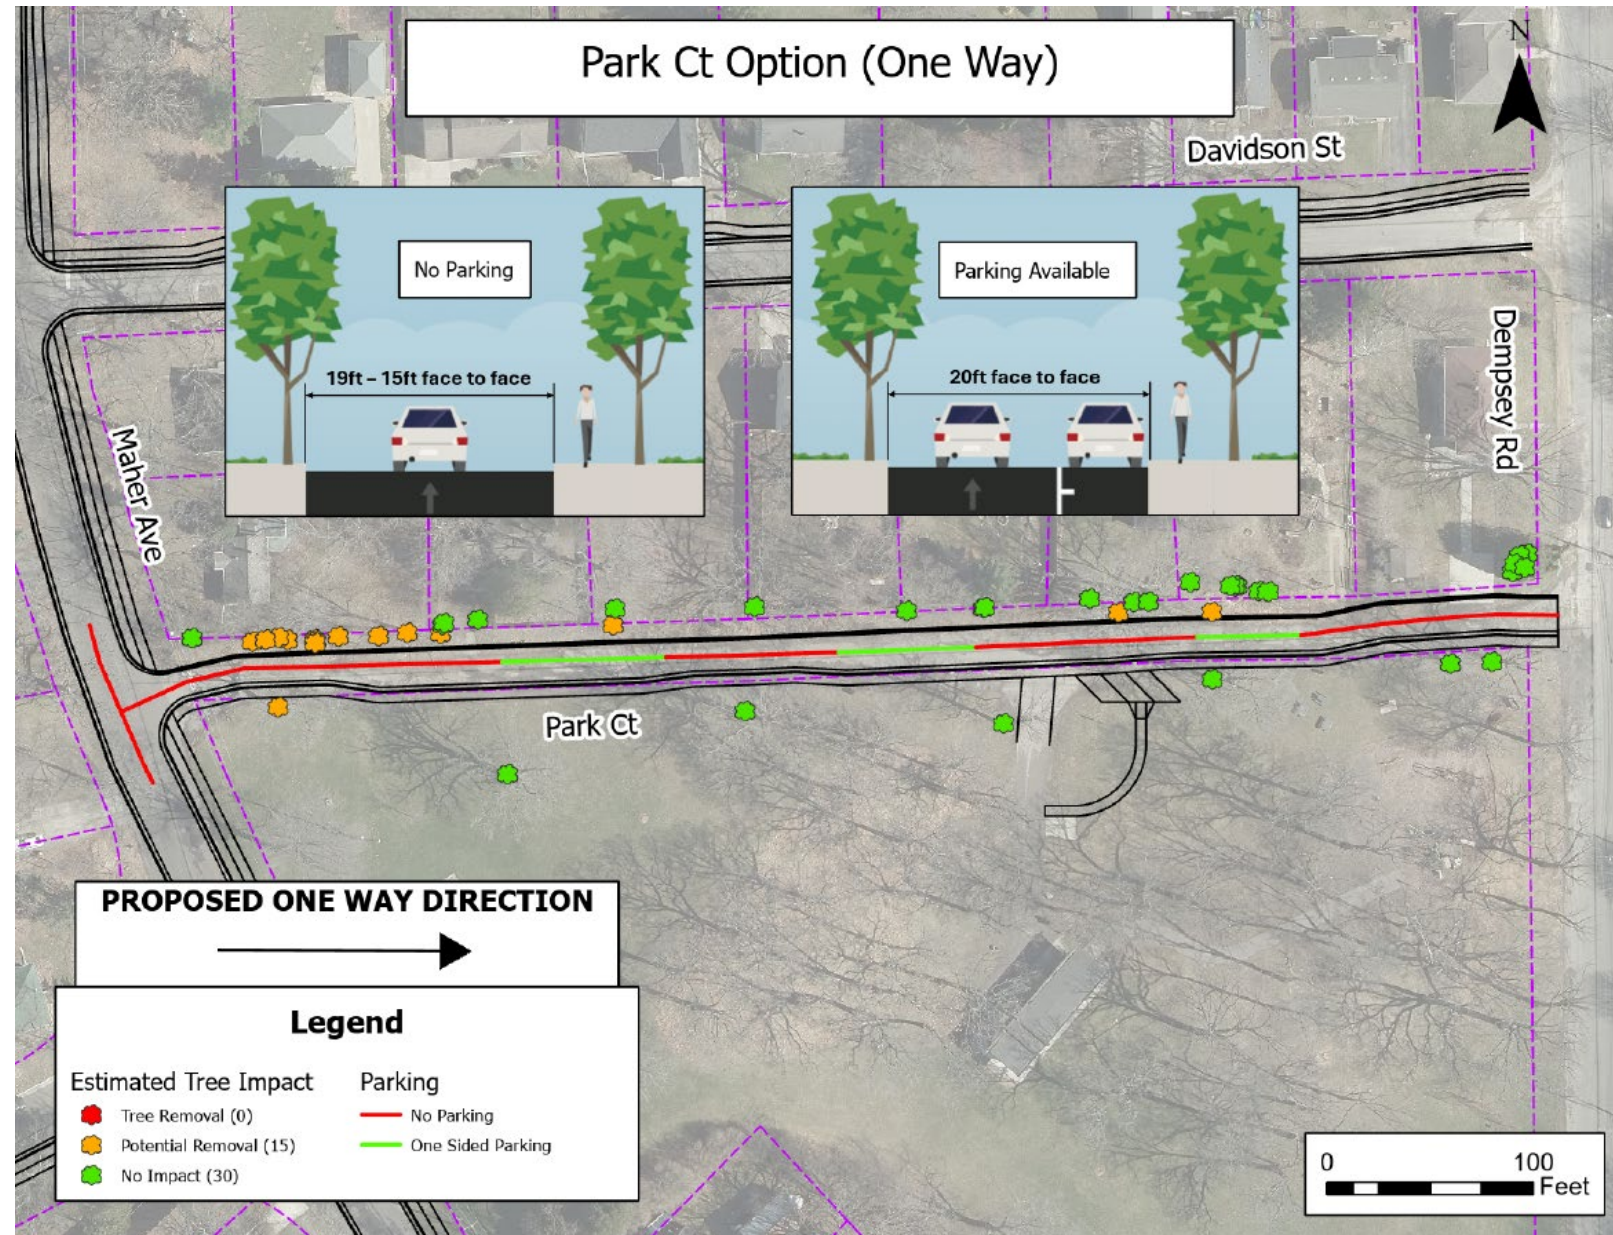 Park Ct Option (One Way)
N
Davidson St
No Parking
19ft – 15ft face to face
Parking Available
20ft face to face
Dempsey Rd
Maher Ave
Park Ct
PROPOSED ONE WAY DIRECTION
Legend
Estimated Tree Impact
Tree Removal (0)
Potential Removal (15)
No Impact (30)
Parking
No Parking
One Sided Parking
0 100
Feet